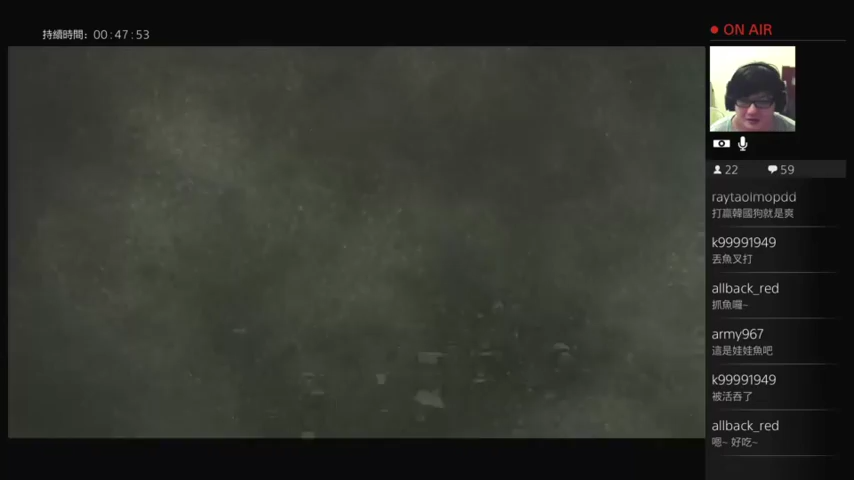 持續時間：00:47:53
ON AIR
22
59
raytaolmopdd
打贏韓國狗就是爽
k99991949
丟魚叉打
allback_red
抓魚囉~
army967
這是娃娃魚吧
k99991949
被活吞了
allback_red
嗯~ 好吃~